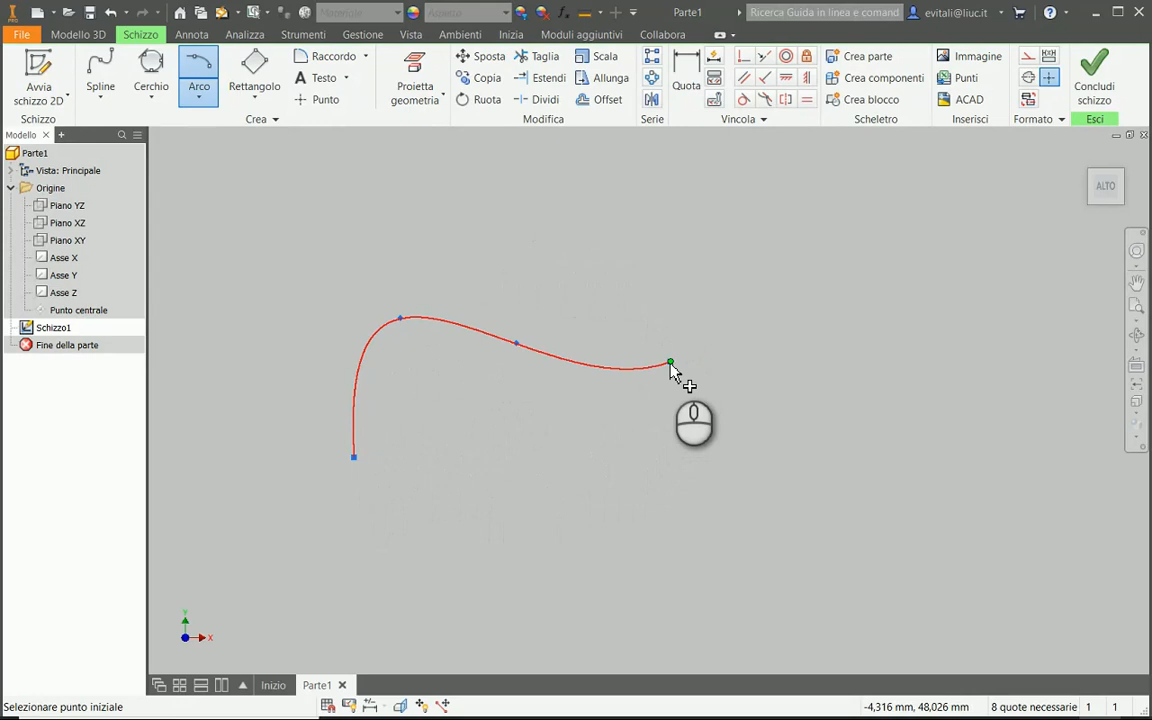 PRO
Materiale
Aspetto
fx
Parte1
Ricerca Guida in linea e comand
evitali@liuc.it
File
Modello 3D
Schizzo
Annota
Analizza
Strumenti
Gestione
Vista
Ambienti
Inizia
Moduli aggiuntivi
Collabora
Avvia
schizzo 2D
Spline
Cerchio
Arco
Rettangolo
Raccordo
Testo
Punto
Proietta
geometria
Sposta
Copia
Ruota
Taglia
Estendi
Dividi
Scala
Allunga
Offset
Quota
Crea parte
Crea componenti
Crea blocco
Immagine
Punti
ACAD
Concludi
schizzo
Schizzo
Crea
Modifica
Serie
Vincola
Scheletro
Inserisci
Formato
Esci
Modello
Parte1
Vista: Principale
Origine
Piano YZ
Piano XZ
Piano XY
Asse X
Asse Y
Asse Z
Punto centrale
Schizzo1
Fine della parte
ALTO
Y
X
Inizio
Parte1
Selezionare punto iniziale
-4,316 mm, 48,026 mm
8 quote necessarie
1
1